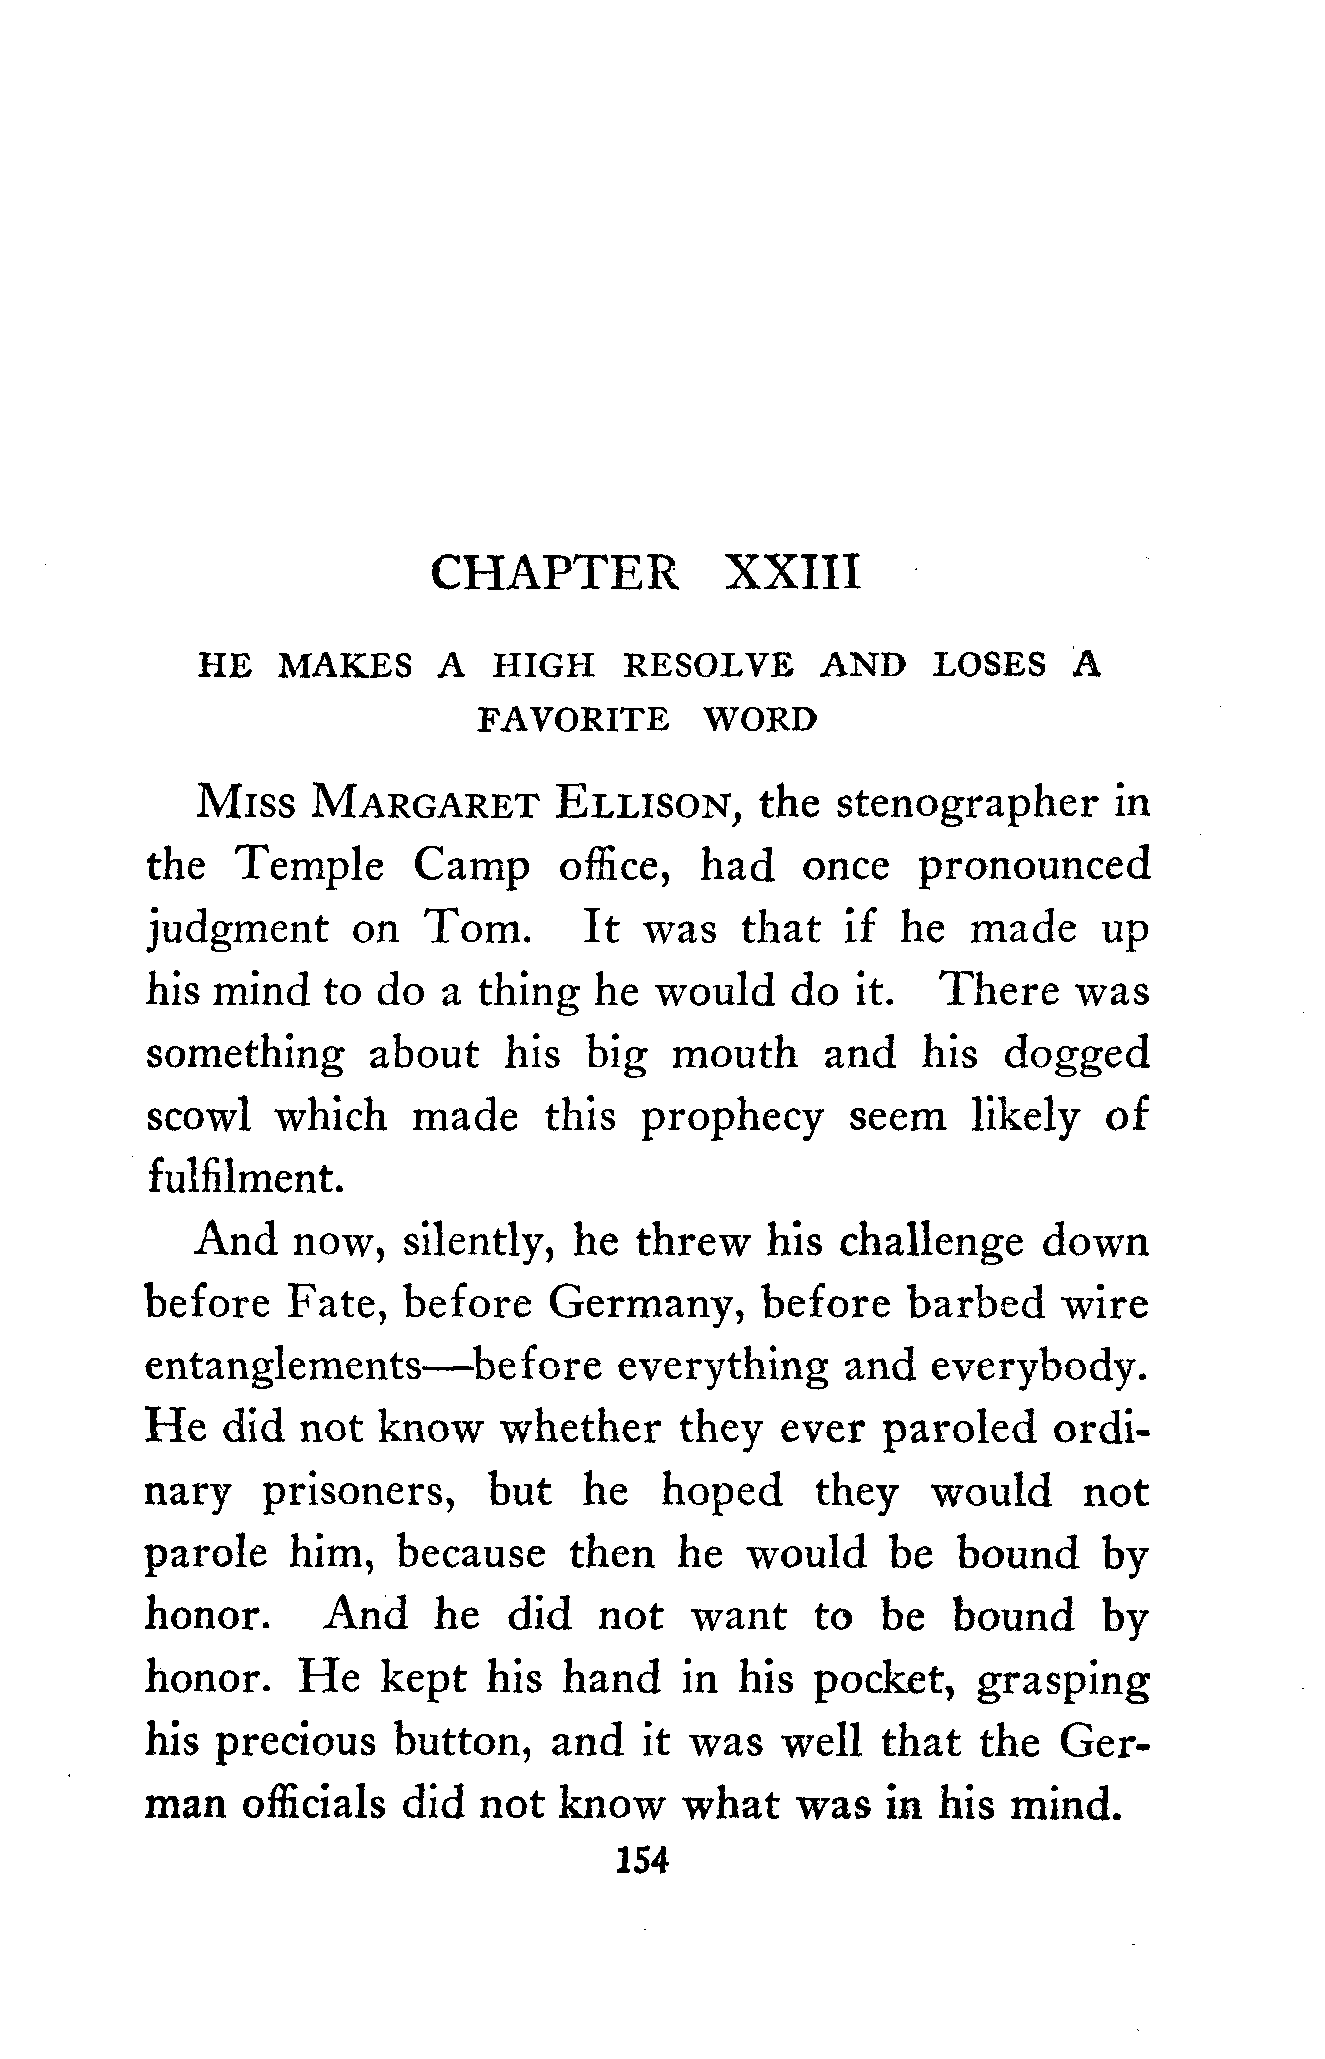 CHAPTER XXIII
HE MAKES A HIGH RESOLVE AND LOSES A
FAVORITE WORD
MISS MARGARET ELLISON, the stenographer in
the Temple Camp office, had once pronounced
judgment on Tom. It was that if he made up
his mind to do a thing he would do it. There was
something about his big mouth and his dogged
scowl which made this prophecy seem likely of
fulfilment.
And now, silently, he threw his challenge down
before Fate, before Germany, before barbed wire
entanglements—before everything and everybody.
He did not know whether they ever paroled ordi-
nary prisoners, but he hoped they would not
parole him, because then he would be bound by
honor. And he did not want to be bound by
honor. He kept his hand in his pocket, grasping
his precious button, and it was well that the Ger-
man officials did not know what was in his mind.
154